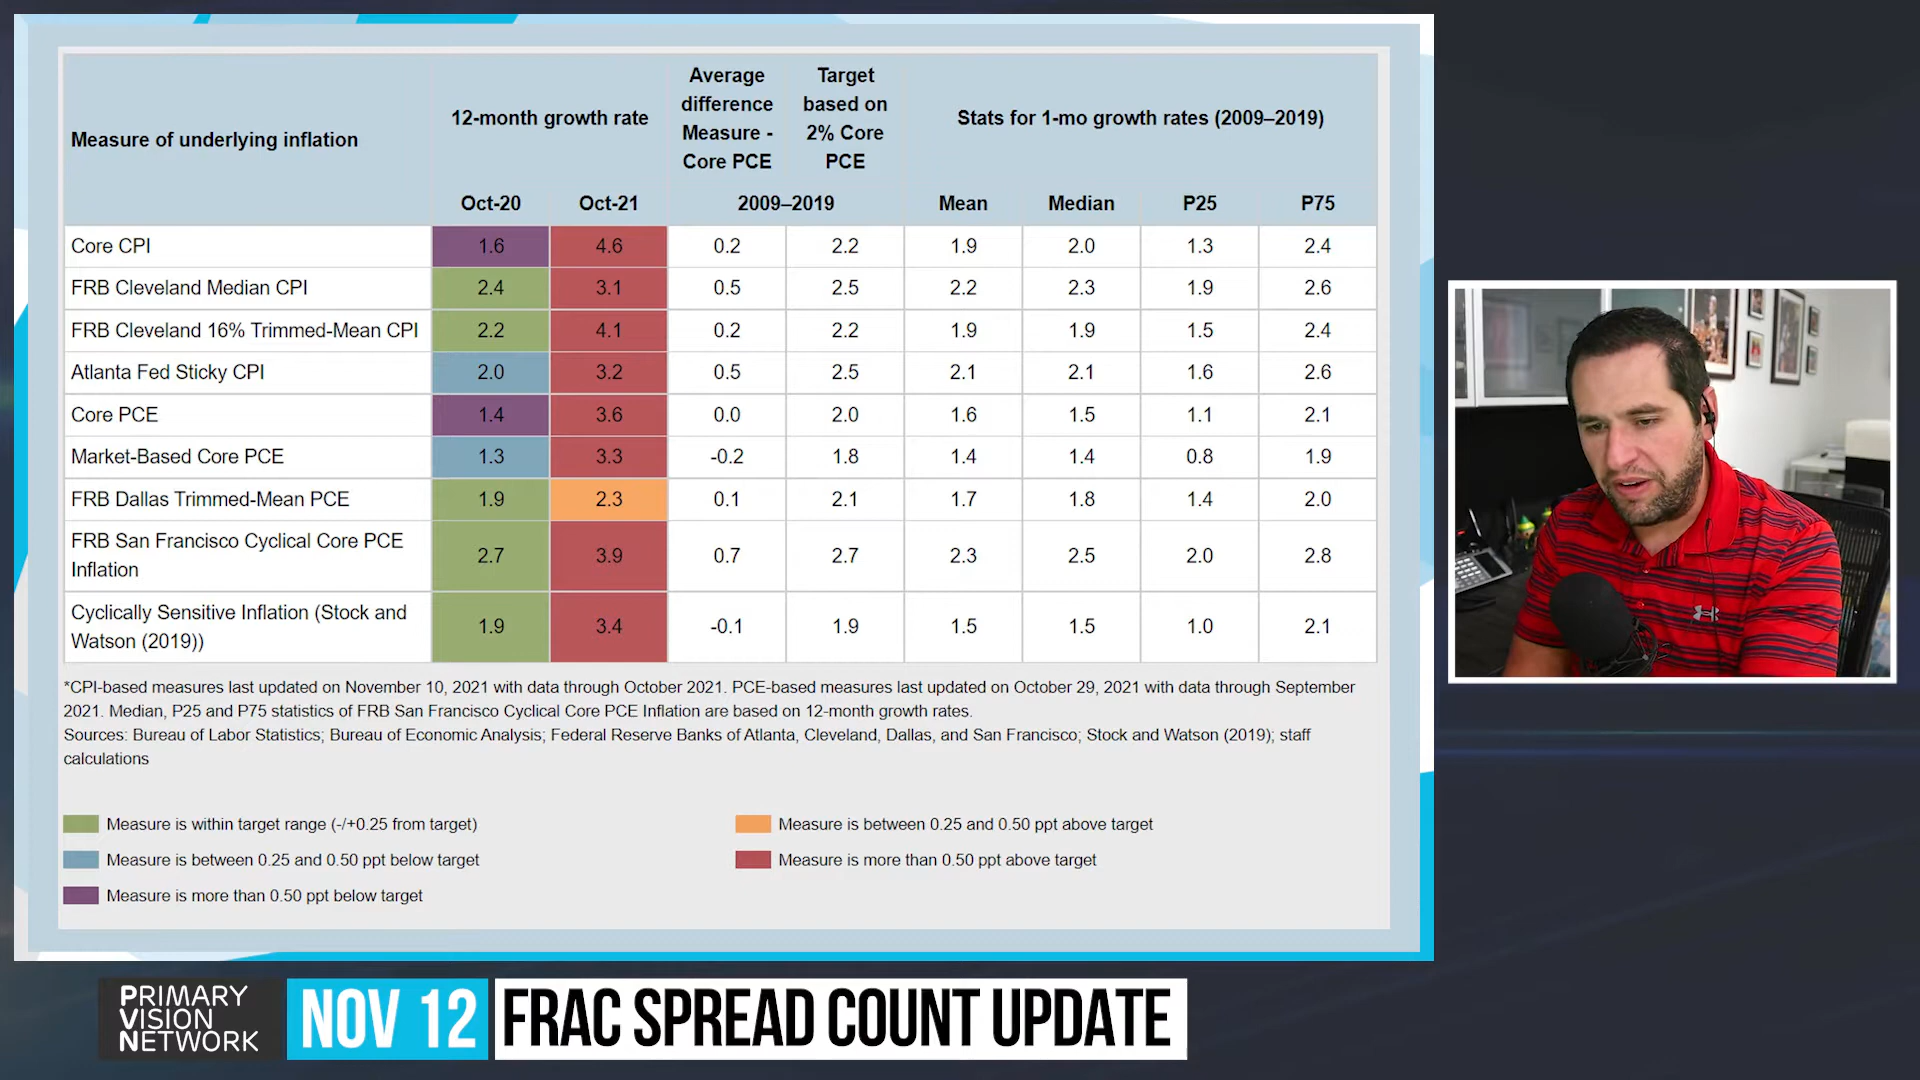 Measure of underlying inflation
12-month growth rate
Average
difference
Measure -
Core PCE
Target
based on
2% Core
PCE
Stats for 1-mo growth rates (2009–2019)
Oct-20 Oct-21 2009–2019 Mean Median P25 P75
Core CPI 1.6 4.6 0.2 2.2 1.9 2.0 1.3 2.4
FRB Cleveland Median CPI 2.4 3.1 0.5 2.5 2.2 2.3 1.9 2.6
FRB Cleveland 16% Trimmed-Mean CPI 2.2 4.1 0.2 2.2 1.9 1.9 1.5 2.4
Atlanta Fed Sticky CPI 2.0 3.2 0.5 2.5 2.1 2.1 1.6 2.6
Core PCE 1.4 3.6 0.0 2.0 1.6 1.5 1.1 2.1
Market-Based Core PCE 1.3 3.3 -0.2 1.8 1.4 1.4 0.8 1.9
FRB Dallas Trimmed-Mean PCE 1.9 2.3 0.1 2.1 1.7 1.8 1.4 2.0
FRB San Francisco Cyclical Core PCE
Inflation 2.7 3.9 0.7 2.7 2.3 2.5 2.0 2.8
Cyclically Sensitive Inflation (Stock and
Watson (2019)) 1.9 3.4 -0.1 1.9 1.5 1.5 1.0 2.1
*CPI-based measures last updated on November 10, 2021 with data through October 2021. PCE-based measures last updated on October 29, 2021 with data through September
2021. Median, P25 and P75 statistics of FRB San Francisco Cyclical Core PCE Inflation are based on 12-month growth rates.
Sources: Bureau of Labor Statistics; Bureau of Economic Analysis; Federal Reserve Banks of Atlanta, Cleveland, Dallas, and San Francisco; Stock and Watson (2019); staff
calculations
Measure is within target range (-/+0.25 from target)
Measure is between 0.25 and 0.50 ppt below target
Measure is more than 0.50 ppt below target
Measure is between 0.25 and 0.50 ppt above target
Measure is more than 0.50 ppt above target
PRIMARY
VISION
NETWORK
NOV 12
FRAC SPREAD COUNT UPDATE